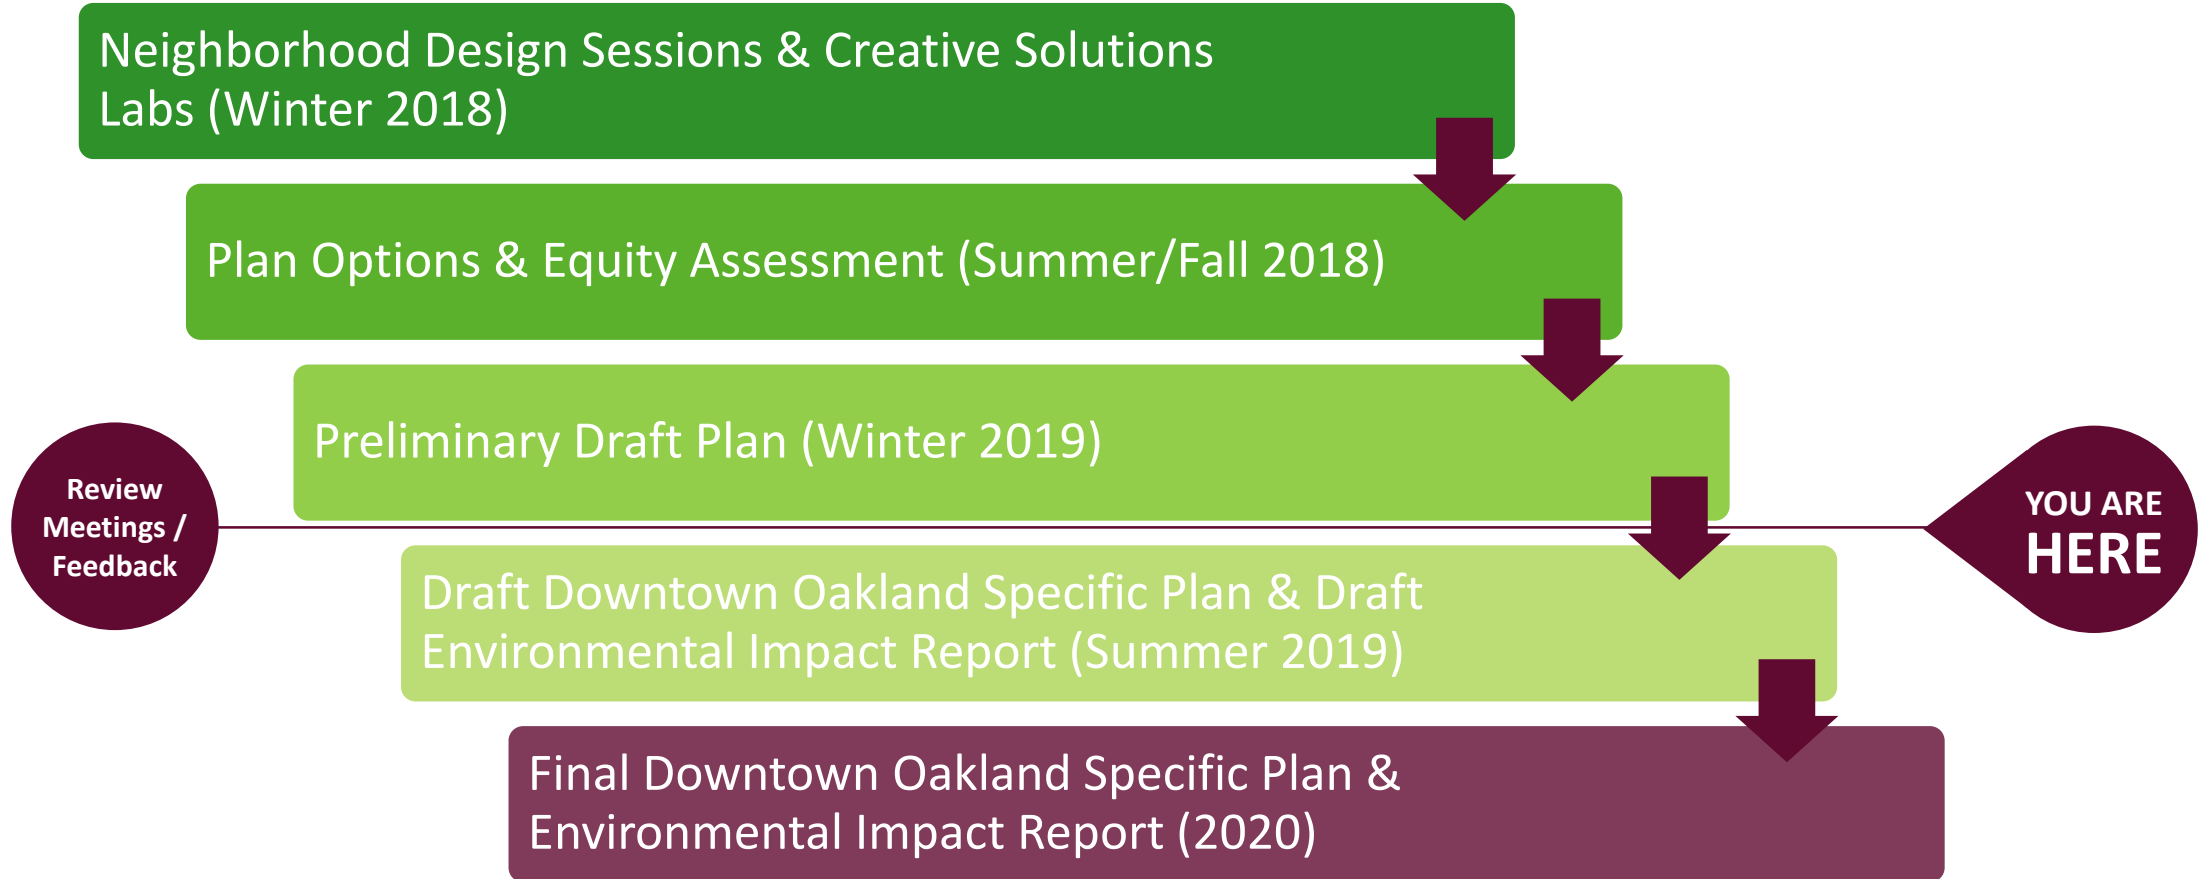 Neighborhood Design Sessions & Creative Solutions
Labs (Winter 2018)
Plan Options & Equity Assessment (Summer/Fall 2018)
Preliminary Draft Plan (Winter 2019)
Review
Meetings /
Feedback
YOU ARE
HERE
Draft Downtown Oakland Specific Plan & Draft
Environmental Impact Report (Summer 2019)
Final Downtown Oakland Specific Plan &
Environmental Impact Report (2020)